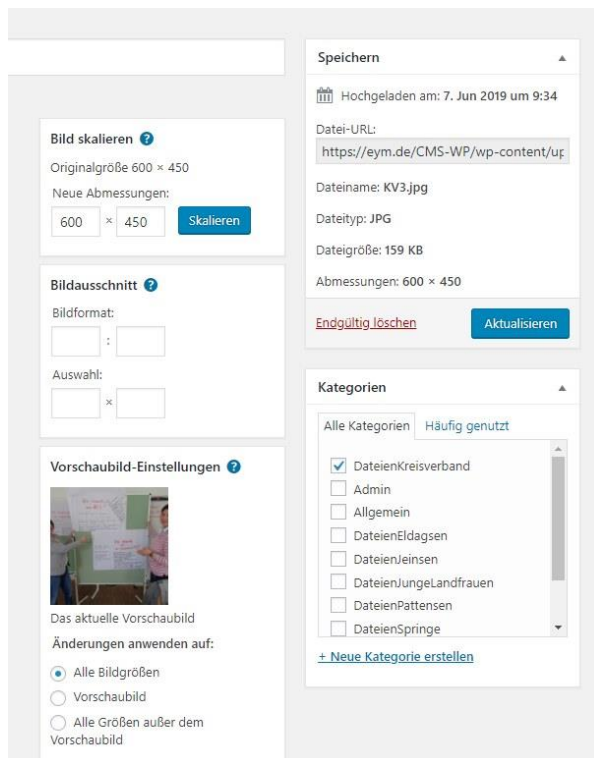 Bild skalieren ?
Originalgröße 600 × 450
Neue Abmessungen:
600 × 450 Skalieren
Bildausschnitt ?
Bildformat:
:
Auswahl:
×
Vorschaubild-Einstellungen ?
Das aktuelle Vorschaubild
Änderungen anwenden auf:
Alle Bildgrößen
Vorschaubild
Alle Größen außer dem
Vorschaubild
Speichern
Hochgeladen am: 7. Jun 2019 um 9:34
Datei-URL:
https://eym.de/CMS-WP/wp-content/up
Dateiname: KV3.jpg
Dateityp: JPG
Dateigröße: 159 KB
Abmessungen: 600 × 450
Endgültig löschen Aktualisieren
Kategorien
Alle Kategorien Häufig genutzt
DateienKreisverband
Admin
Allgemein
DateienEldagsen
DateienJeinsen
DateienJungeLandfrauen
DateienPattensen
DateienSpringe
+ Neue Kategorie erstellen